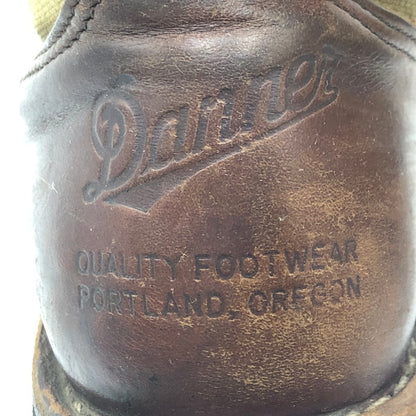 Danner
QUALITY FOOTWEAR
PORTLAND, OREGON